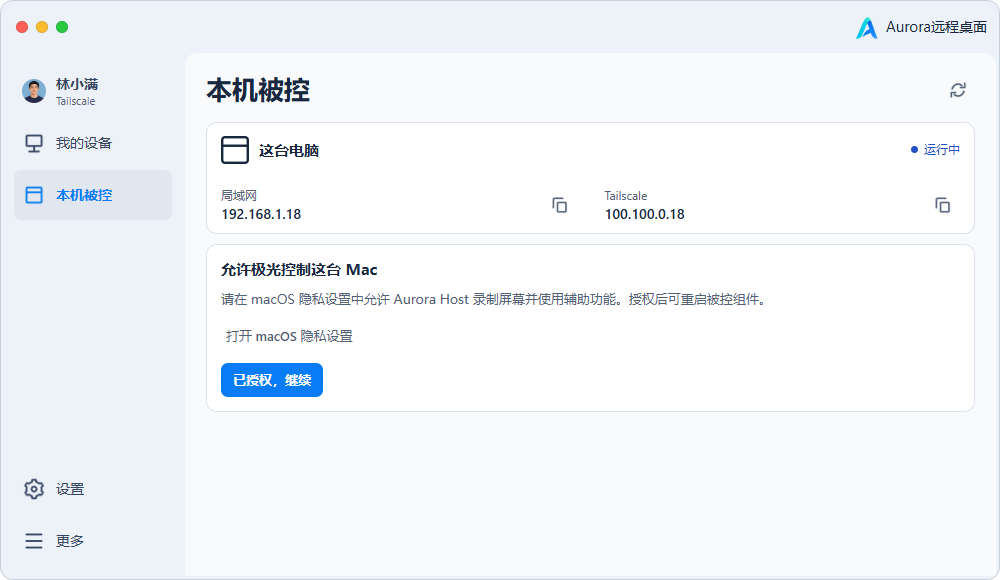 Aurora远程桌面
林小满
Tailscale
我的设备
本机被控
设置
更多
本机被控
这台电脑
运行中
局域网
192.168.1.18
Tailscale
100.100.0.18
允许极光控制这台 Mac
请在 macOS 隐私设置中允许 Aurora Host 录制屏幕并使用辅助功能。授权后可重启被控组件。
打开 macOS 隐私设置
已授权，继续